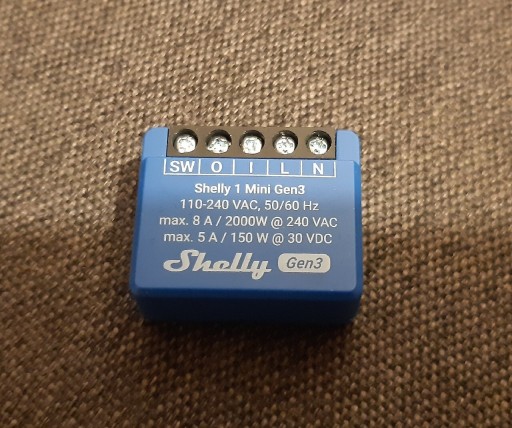 SW O I L N
Shelly 1 Mini Gen3
110-240 VAC, 50/60 Hz
max. 8 A / 2000W @ 240 VAC
max. 5 A / 150 W @ 30 VDC
Shelly Gen3